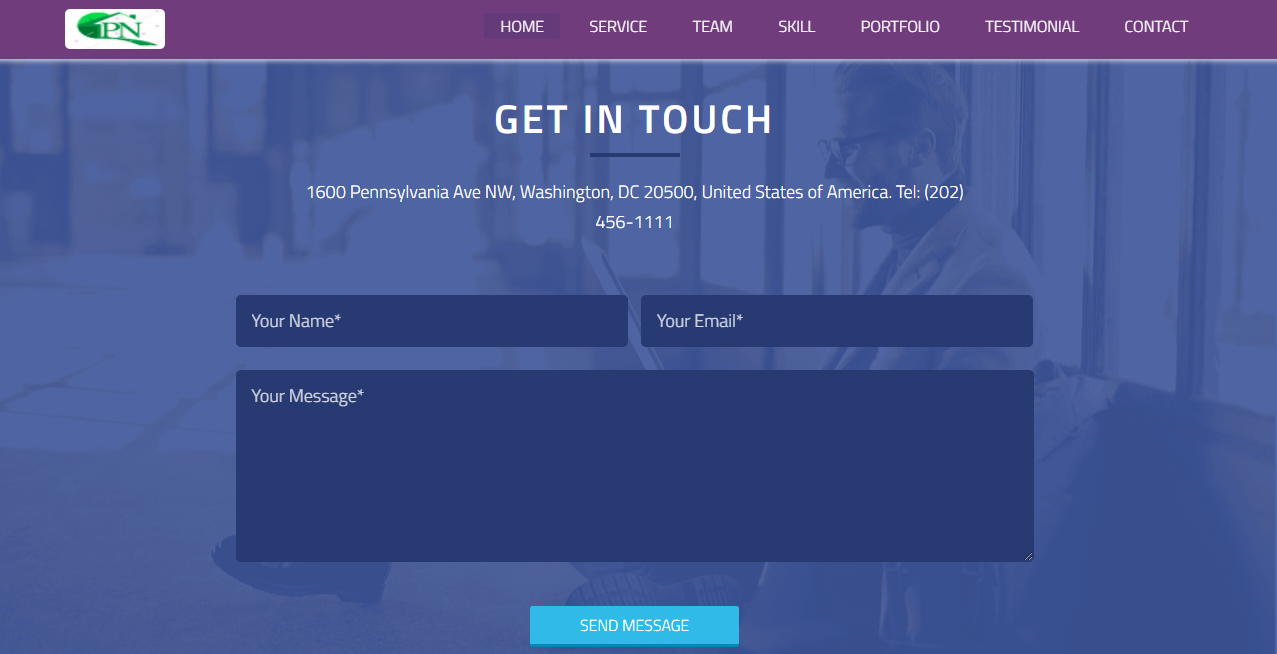 PN
HOME SERVICE TEAM SKILL PORTFOLIO TESTIMONIAL CONTACT
GET IN TOUCH
1600 Pennsylvania Ave NW, Washington, DC 20500, United States of America. Tel: (202)
456-1111
Your Name* Your Email*
Your Message*
SEND MESSAGE